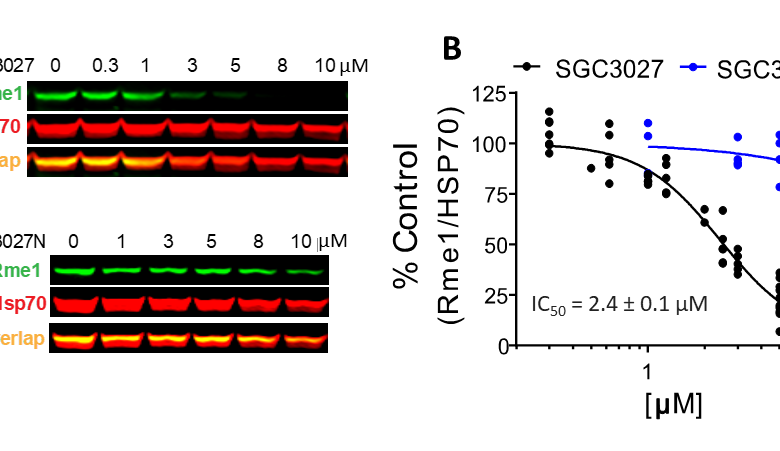 3027 0 0.3 1 3 5 8 10 µM
me1
70
ap
3027N 0 1 3 5 8 10 µM
Rme1
Hsp70
verlap
B
SGC3027 SGC3
% Control
(Rme1/HSP70)
125
100
75
50
25
0
IC50 = 2.4 ± 0.1 µM
1
[µM]